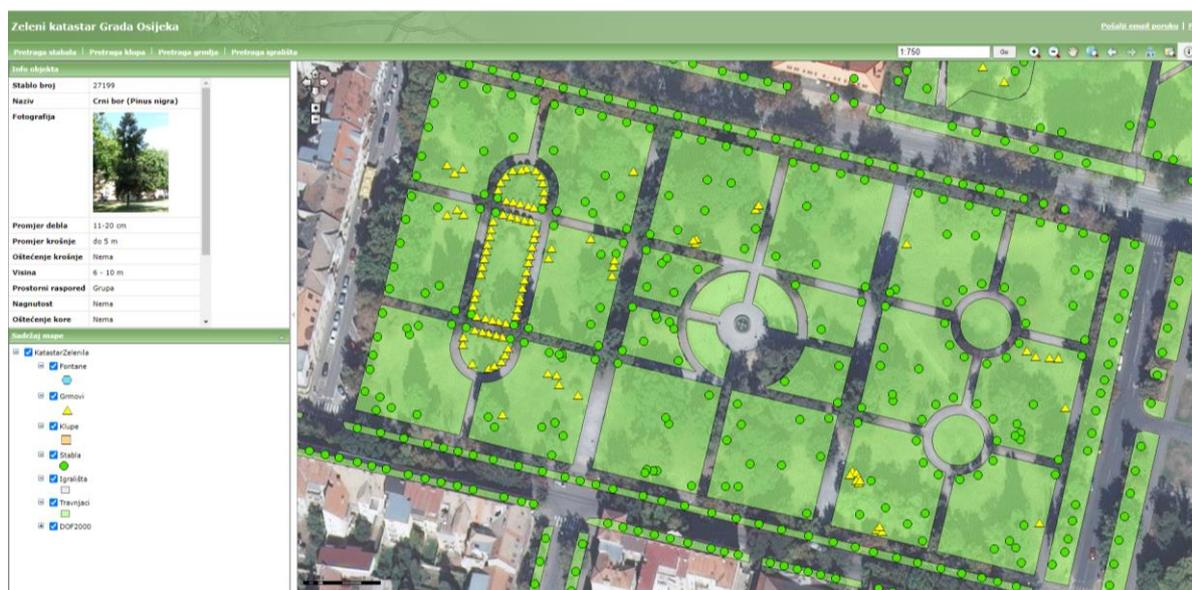 Zeleni katastar Grada Osijeka
Pošalji email poruku |
Pretraga stabala | Pretraga klupa | Pretraga grmlja | Pretraga igrališta
1:750
Go
Info objekta
Stablo broj 27199
Naziv Crni bor (Pinus nigra)
Fotografija
Promjer debla 11-20 cm
Promjer krošnje do 5 m
Oštećenje krošnje Nema
Visina 6 - 10 m
Prostorni raspored Grupa
Nagnutost Nema
Oštećenje kore Nema
Sadržaj mape
KatastarZelenila
Fontane
Grmovi
Klupe
Stabla
Igrališta
Travnjaci
DOF2000